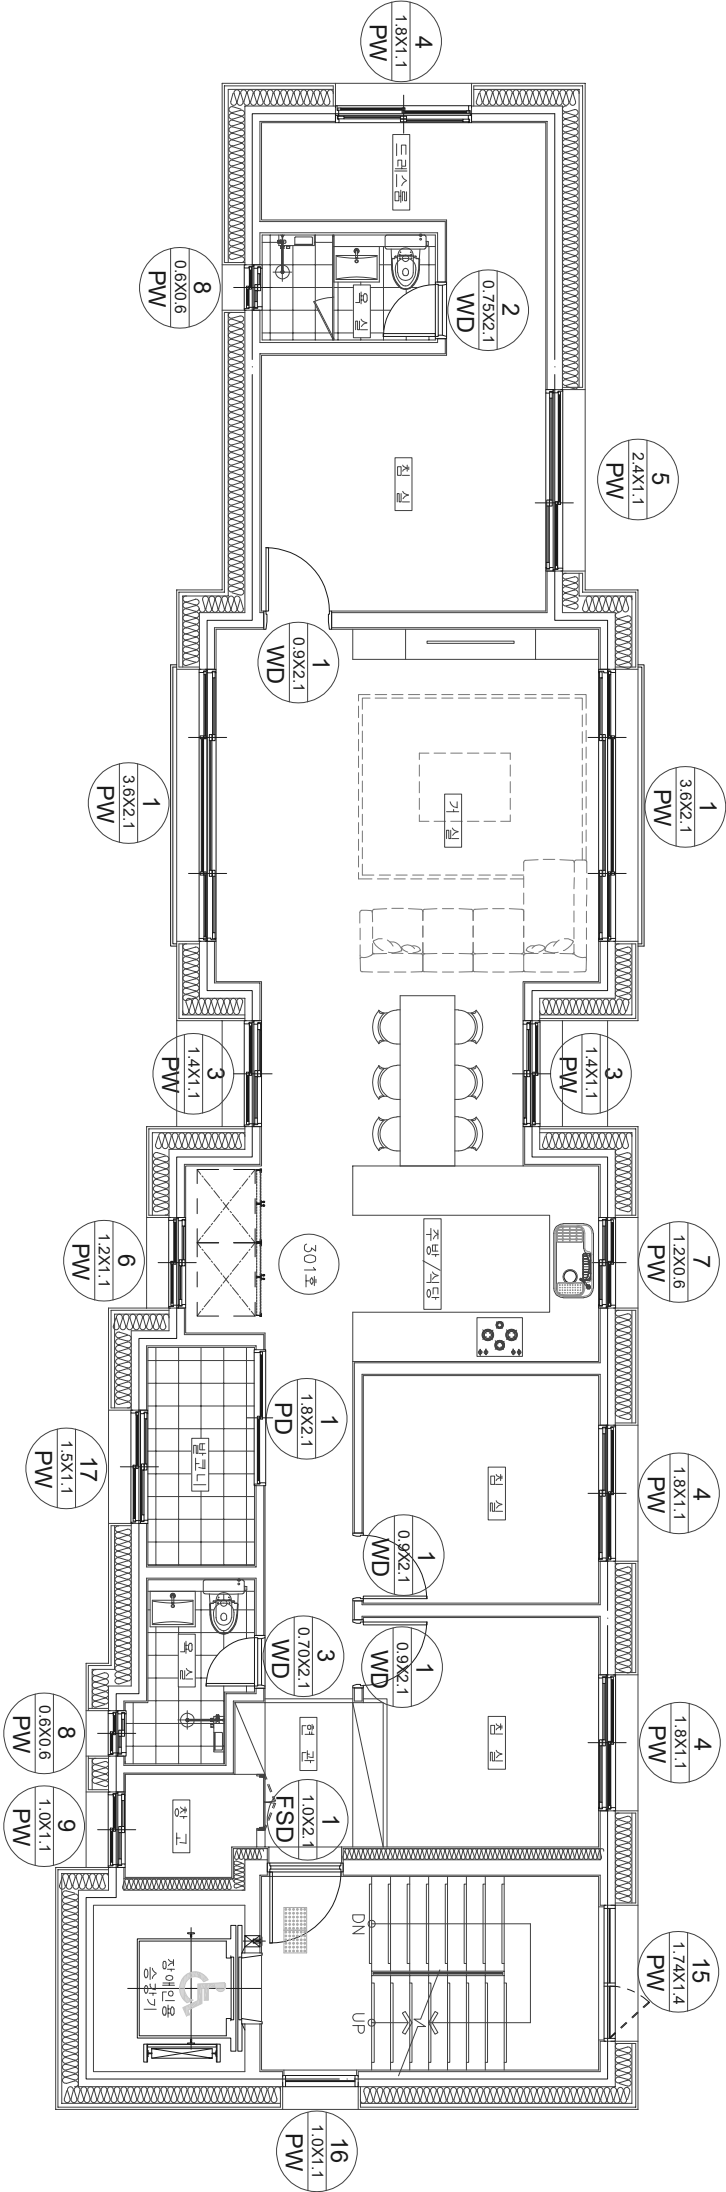 4
1.8X1.1
PW
드레스룸
8
0.6X0.6
PW
욕 실
2
0.75X2.1
WD
침 실
5
2.4X1.1
PW
1
0.9X2.1
WD
1
3.6X2.1
PW
거 실
1
3.6X2.1
PW
3
1.4X1.1
PW
3
1.4X1.1
PW
6
1.2X1.1
PW
301호
주방/식당
7
1.2X0.6
PW
17
1.5X1.1
PW
발코니
1
1.8X2.1
PD
침 실
4
1.8X1.1
PW
1
0.9X2.1
WD
욕 실
3
0.70X2.1
WD
1
0.9X2.1
WD
침 실
4
1.8X1.1
PW
8
0.6X0.6
PW
현 관
9
1.0X1.1
PW
창 고
1
1.0X2.1
FSD
DN
UP
장애인용
승강기
15
1.74X1.4
PW
16
1.0X1.1
PW